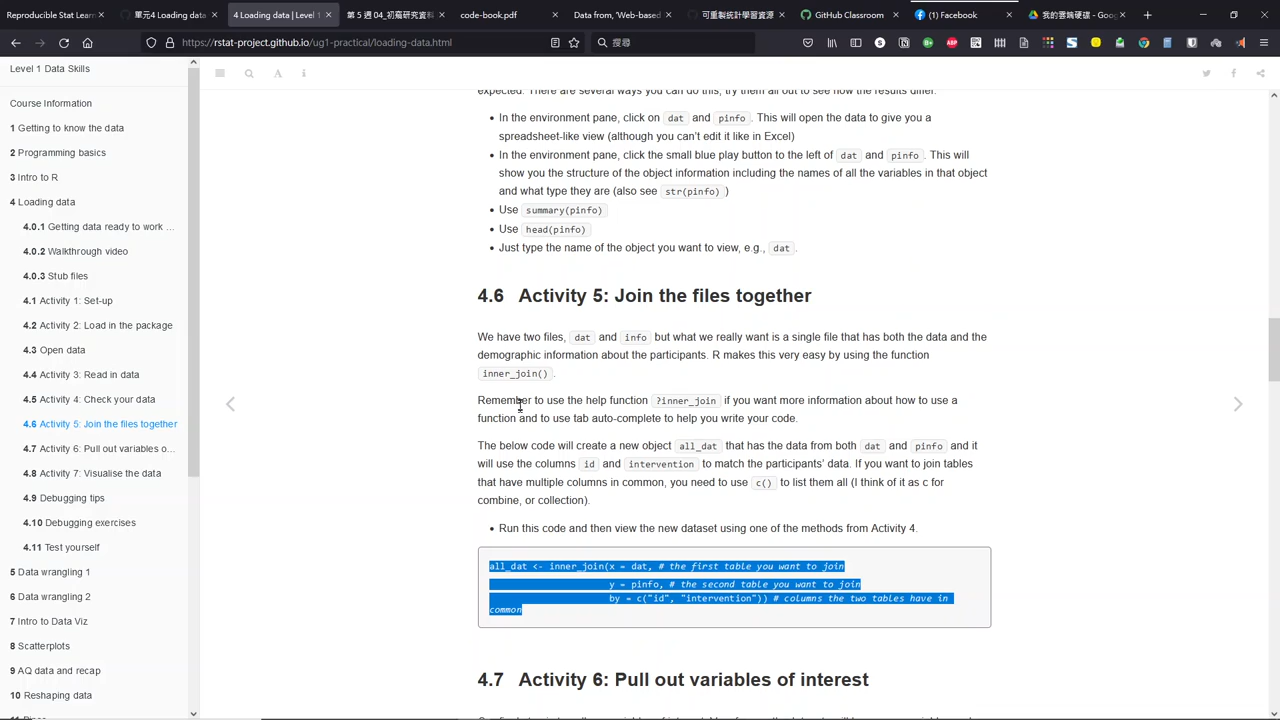 Reproducible Stat Learn
單元4 Loading data
4 Loading data | Level 1
第 5 週 04_初窺研究資料
code-book.pdf
Data from, 'Web-based
可重製統計學習資源
GitHub Classroom
(1) Facebook
我的雲端硬碟 - Goog
https://rstat-project.github.io/ug1-practical/loading-data.html
搜尋
Level 1 Data Skills
Course Information
1 Getting to know the data
2 Programming basics
3 Intro to R
4 Loading data
4.0.1 Getting data ready to work ...
4.0.2 Walkthrough video
4.0.3 Stub files
4.1 Activity 1: Set-up
4.2 Activity 2: Load in the package
4.3 Open data
4.4 Activity 3: Read in data
4.5 Activity 4: Check your data
4.6 Activity 5: Join the files together
4.7 Activity 6: Pull out variables o...
4.8 Activity 7: Visualise the data
4.9 Debugging tips
4.10 Debugging exercises
4.11 Test yourself
5 Data wrangling 1
6 Data wrangling 2
7 Intro to Data Viz
8 Scatterplots
9 AQ data and recap
10 Reshaping data
expected. There are several ways you can do this, try them all out to see how the results differ.
• In the environment pane, click on dat and pinfo. This will open the data to give you a
spreadsheet-like view (although you can't edit it like in Excel)
• In the environment pane, click the small blue play button to the left of dat and pinfo. This will
show you the structure of the object information including the names of all the variables in that object
and what type they are (also see str(pinfo))
• Use summary(pinfo)
• Use head(pinfo)
• Just type the name of the object you want to view, e.g., dat.
4.6 Activity 5: Join the files together
We have two files, dat and info but what we really want is a single file that has both the data and the
demographic information about the participants. R makes this very easy by using the function
inner_join().
Remember to use the help function ?inner_join if you want more information about how to use a
function and to use tab auto-complete to help you write your code.
The below code will create a new object all_dat that has the data from both dat and pinfo and it
will use the columns id and intervention to match the participants' data. If you want to join tables
that have multiple columns in common, you need to use c() to list them all (I think of it as c for
combine, or collection).
• Run this code and then view the new dataset using one of the methods from Activity 4.
all_dat <- inner_join(x = dat, # the first table you want to join
y = pinfo, # the second table you want to join
by = c("id", "intervention")) # columns the two tables have in
common
4.7 Activity 6: Pull out variables of interest